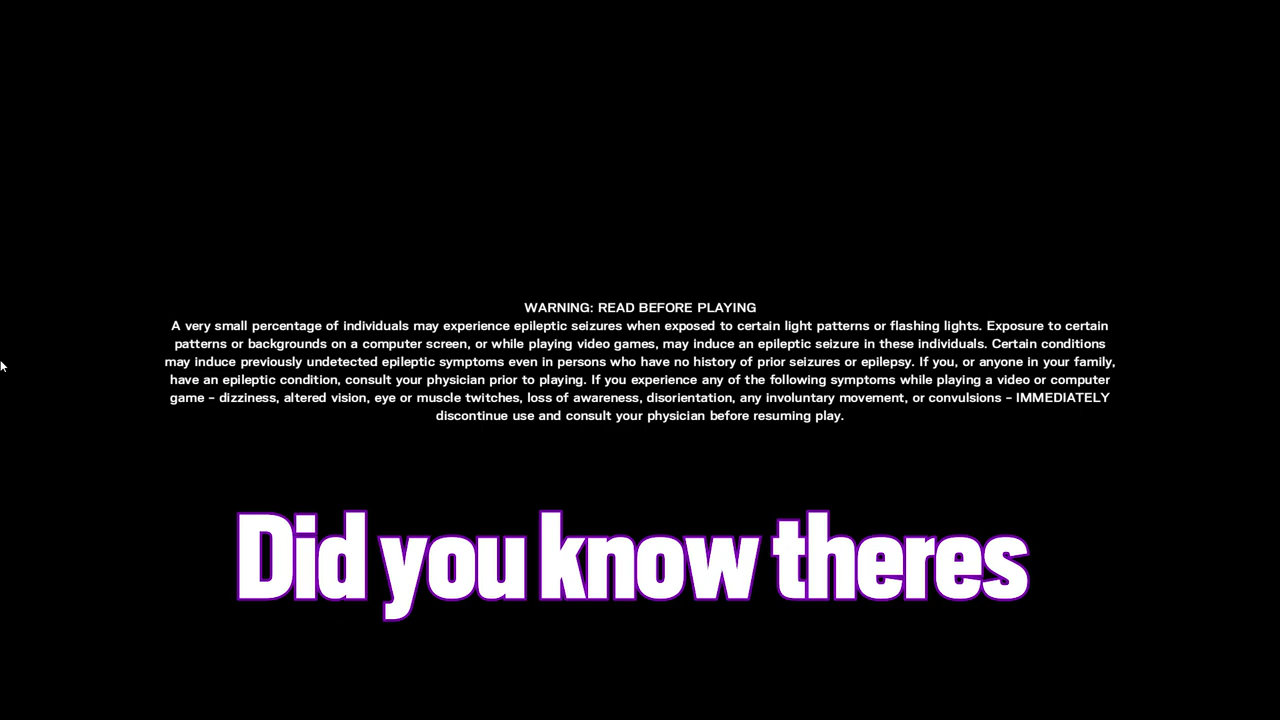 WARNING: READ BEFORE PLAYING
A very small percentage of individuals may experience epileptic seizures when exposed to certain light patterns or flashing lights. Exposure to certain
patterns or backgrounds on a computer screen, or while playing video games, may induce an epileptic seizure in these individuals. Certain conditions
may induce previously undetected epileptic symptoms even in persons who have no history of prior seizures or epilepsy. If you, or anyone in your family,
have an epileptic condition, consult your physician prior to playing. If you experience any of the following symptoms while playing a video or computer
game – dizziness, altered vision, eye or muscle twitches, loss of awareness, disorientation, any involuntary movement, or convulsions – IMMEDIATELY
discontinue use and consult your physician before resuming play.
Did you know theres